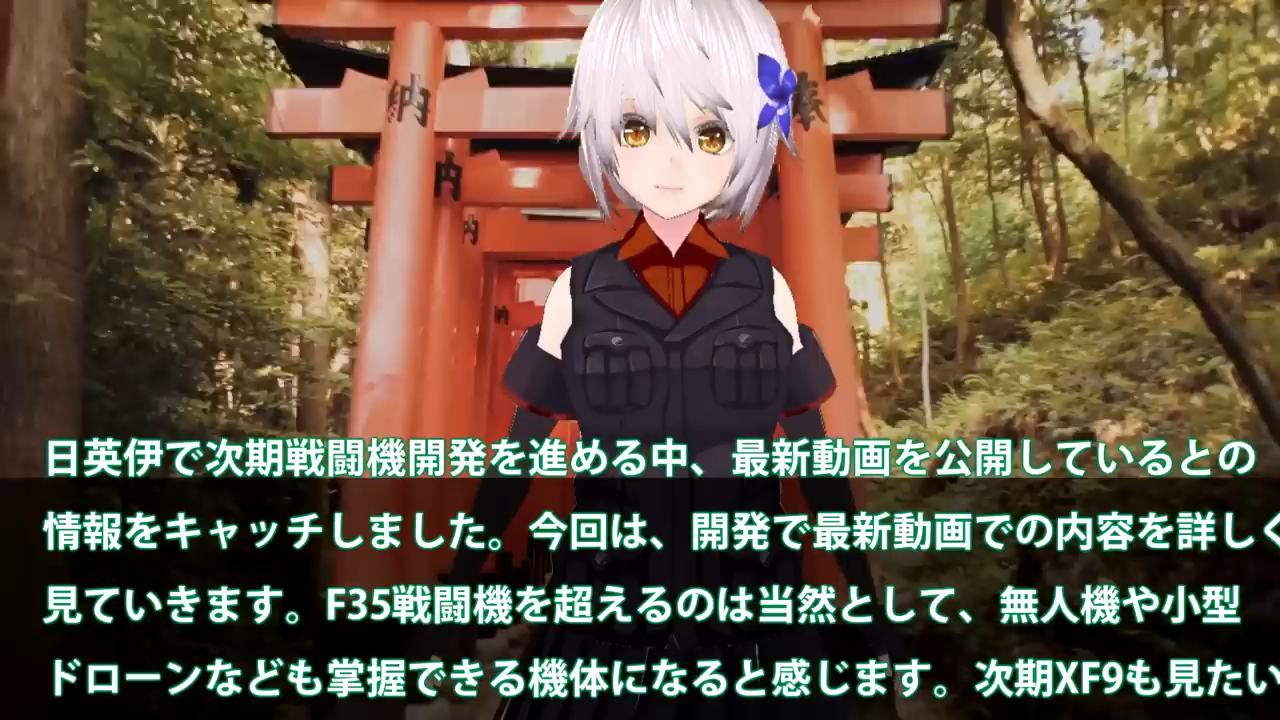 納
奉
内
内
日英伊で次期戦闘機開発を進める中、最新動画を公開しているとの
情報をキャッチしました。今回は、開発で最新動画での内容を詳しく
見ていきます。F35戦闘機を超えるのは当然として、無人機や小型
ドローンなども掌握できる機体になると感じます。次期XF9も見たい